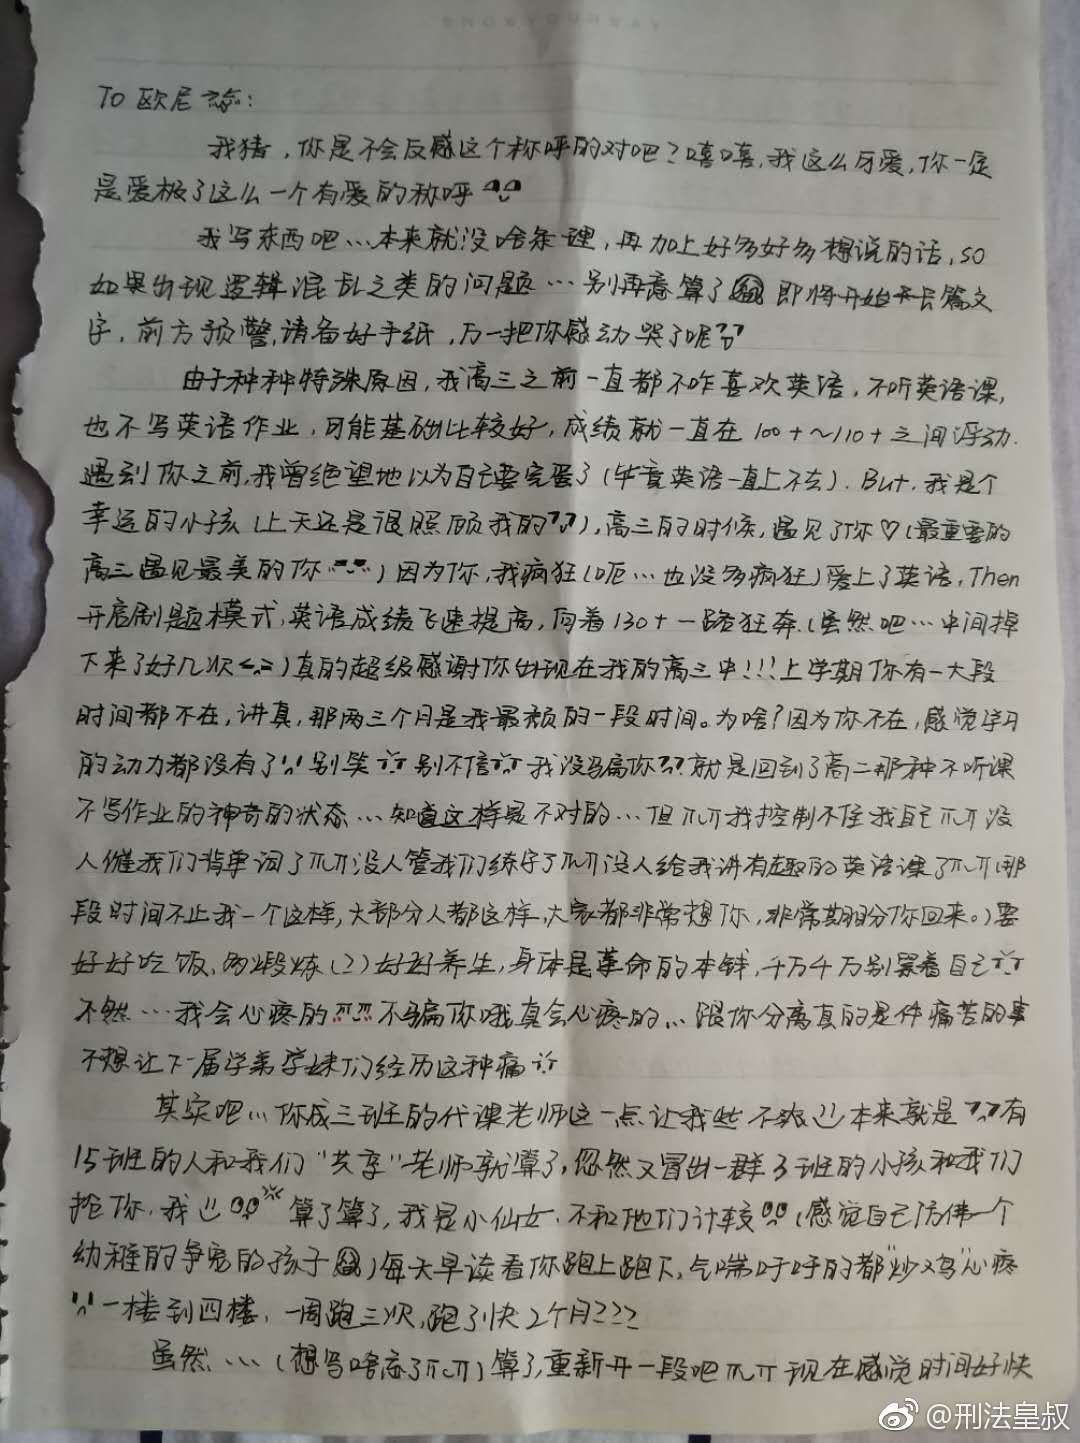 To 欧尼:
我猪,你是不会反感这个称呼的对吧?嘻嘻,我这么可爱,你一定
是爱极了这么一个有爱的称呼
我写东西吧…本来就没啥条理,再加上好多好多想说的话,so
如果出现逻辑混乱之类的问题…别再意算了 即将开始长篇文
字,前方预警,请备好手纸,万一把你感动哭了呢??
由于种种特殊原因,我高三之前一直都不咋喜欢英语,不听英语课,
也不写英语作业,可能基础比较好,成绩就一直在100+~110+之间浮动.
遇到你之前,我曾绝望地以为自己要完蛋了(毕竟英语一直上不去).But,我是个
幸运的小孩(上天还是很照顾我的),高三的时候,遇见了你♡(最重要的
高三遇见最美的你)因为你,我疯狂(呃…也没多疯狂)爱上了英语,Then
开启刷题模式,英语成绩飞速提高,向着130+一路狂奔.(虽然吧…中间掉
下来了好几次)真的超级感谢你出现在我的高三中!!!上学期你有一大段
时间都不在,讲真,那两三个月是我最颓的一段时间。为啥?因为你不在,感觉学习
的动力都没有了 别笑 别不信 我没骗你??就是回到了高二那种不听课
不写作业的神奇的状态…知道这样是不对的…但π_π我控制不住我自己π_π没
人催我们背单词了π_π没人管我们练字了π_π没人给我讲有趣的英语课了π_π(那
段时间不止我一个这样,大部分人都这样,大家都非常想你,非常期盼你回来。)要
好好吃饭、多锻炼(?)好好养生,身体是革命的本钱,千万千万别累着自己
不然…我会心疼的 不骗你哦真会心疼的…跟你分离真的是件痛苦的事
不想让下一届学弟学妹们经历这种痛
其实吧…你成三班的代课老师这一点让我些不爽 本来就是 有
15班的人和我们"共享"老师就算了,忽然又冒出一群3班的小孩和我们
抢你,我 算了算了,我是小仙女,不和他们计较(感觉自己仿佛一个
幼稚的争宠的孩子)每天早读看你跑上跑下,气喘吁吁的都"炒鸡"心疼
一楼到四楼,一周跑三次,跑了快2个月???
虽然…(想写啥忘了π_π)算了,重新开一段吧π_π 现在感觉时间好快
@刑法皇叔